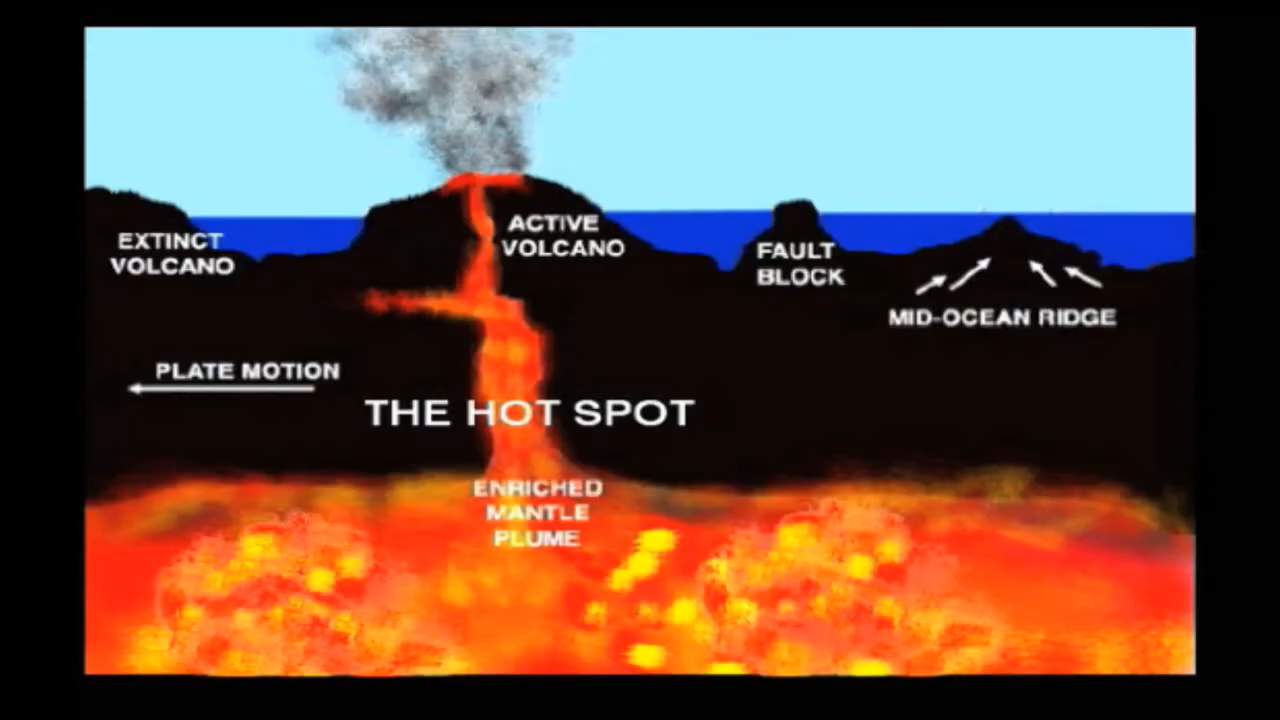 EXTINCT
VOLCANO
ACTIVE
VOLCANO
FAULT
BLOCK
MID-OCEAN RIDGE
PLATE MOTION
THE HOT SPOT
ENRICHED
MANTLE
PLUME